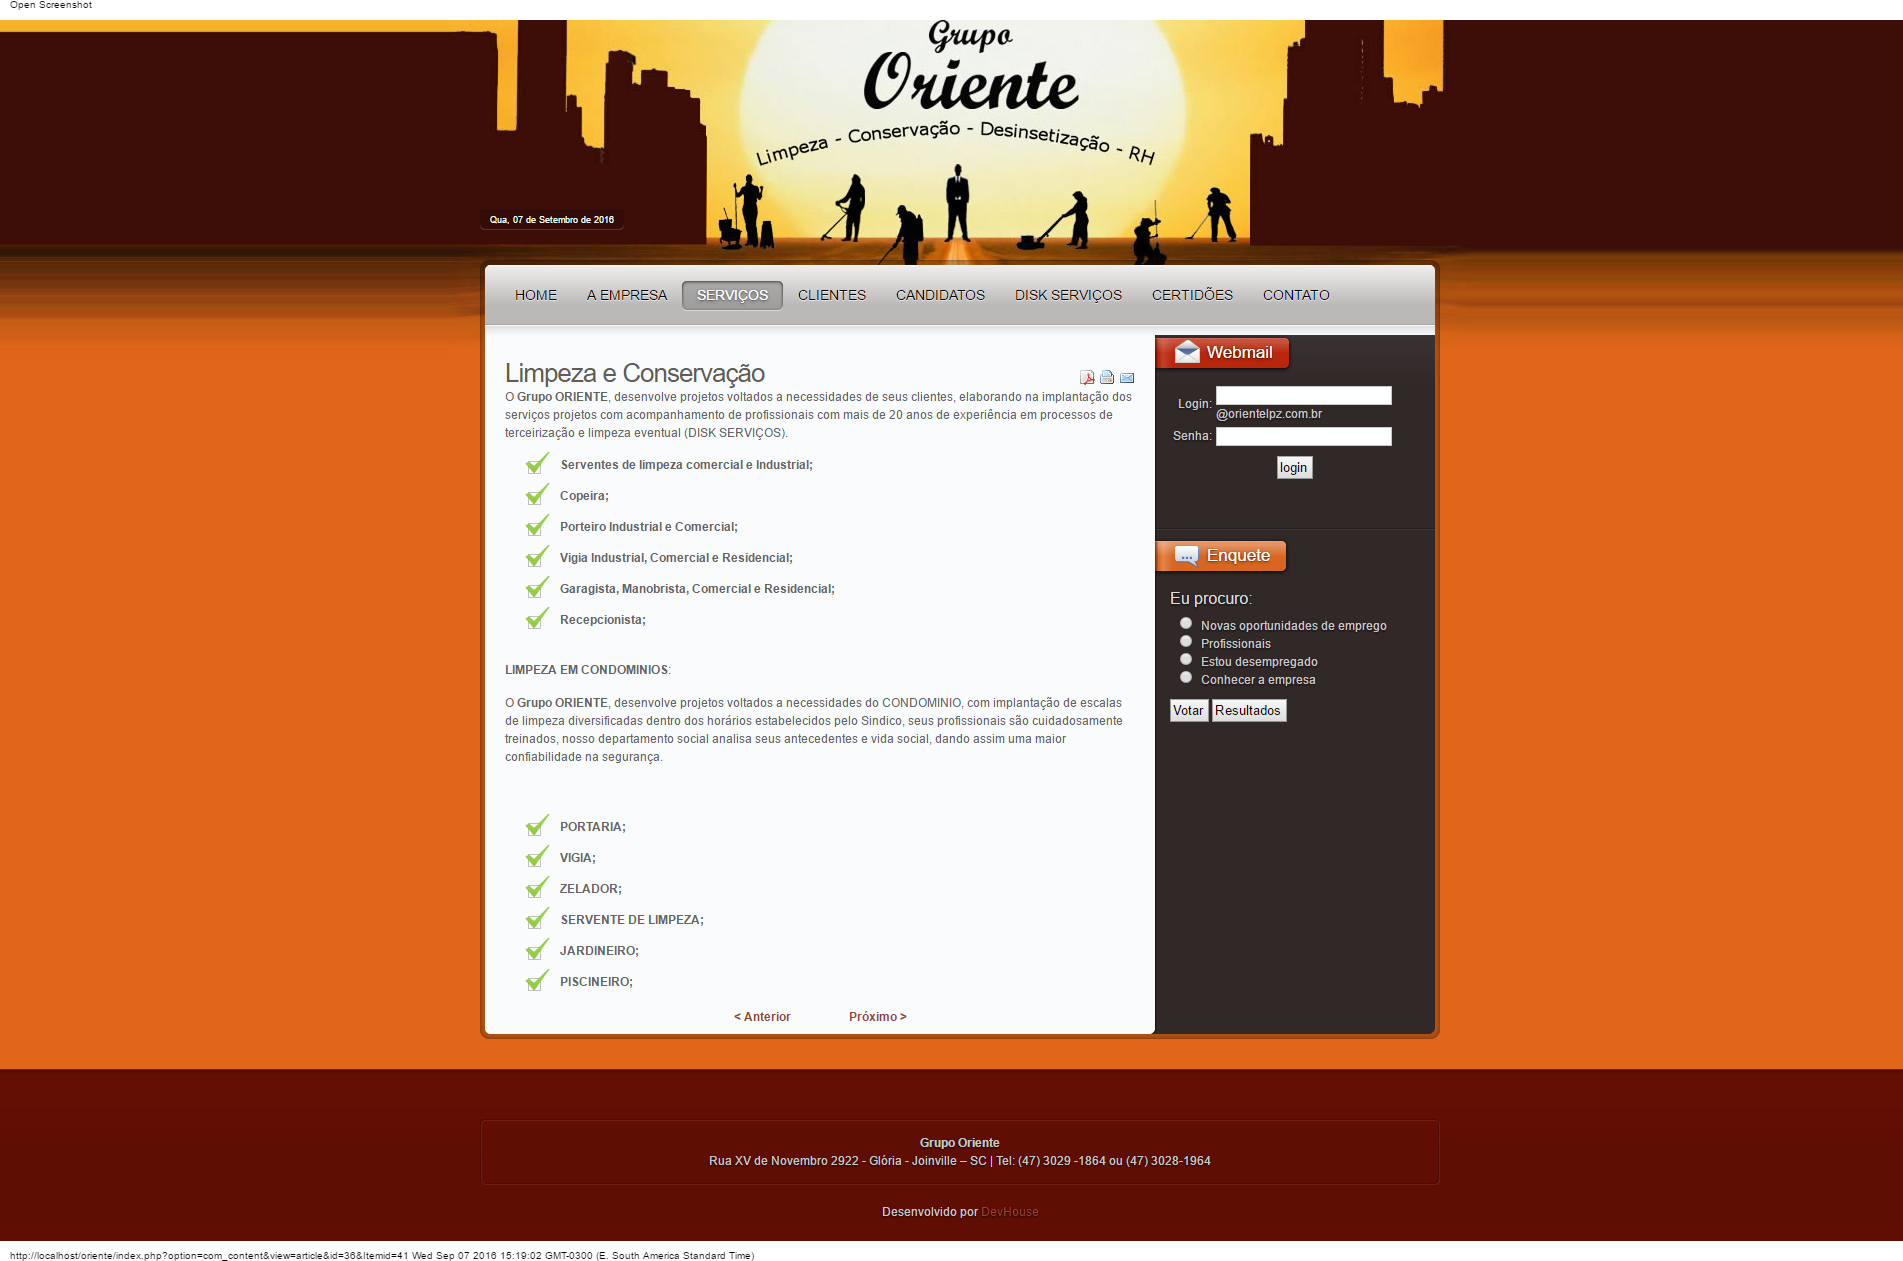 Open Screenshot
Grupo
Oriente
Limpeza - Conservação - Desinsetização - RH
Qua, 07 de Setembro de 2016
HOME A EMPRESA SERVIÇOS CLIENTES CANDIDATOS DISK SERVIÇOS CERTIDÕES CONTATO
Limpeza e Conservação
O Grupo ORIENTE, desenvolve projetos voltados a necessidades de seus clientes, elaborando na implantação dos
serviços projetos com acompanhamento de profissionais com mais de 20 anos de experiência em processos de
terceirização e limpeza eventual (DISK SERVIÇOS).
Serventes de limpeza comercial e Industrial;
Copeira;
Porteiro Industrial e Comercial;
Vigia Industrial, Comercial e Residencial;
Garagista, Manobrista, Comercial e Residencial;
Recepcionista;
LIMPEZA EM CONDOMINIOS:
O Grupo ORIENTE, desenvolve projetos voltados a necessidades do CONDOMINIO, com implantação de escalas
de limpeza diversificadas dentro dos horários estabelecidos pelo Sindico, seus profissionais são cuidadosamente
treinados, nosso departamento social analisa seus antecedentes e vida social, dando assim uma maior
confiabilidade na segurança.
PORTARIA;
VIGIA;
ZELADOR;
SERVENTE DE LIMPEZA;
JARDINEIRO;
PISCINEIRO;
< Anterior Próximo >
Webmail
Login:
@orientelpz.com.br
Senha:
login
Enquete
Eu procuro:
Novas oportunidades de emprego
Profissionais
Estou desempregado
Conhecer a empresa
Votar Resultados
Grupo Oriente
Rua XV de Novembro 2922 - Glória - Joinville – SC | Tel: (47) 3029 -1864 ou (47) 3028-1964
Desenvolvido por DevHouse
http://localhost/oriente/index.php?option=com_content&view=article&id=36&Itemid=41 Wed Sep 07 2016 15:19:02 GMT-0300 (E. South America Standard Time)